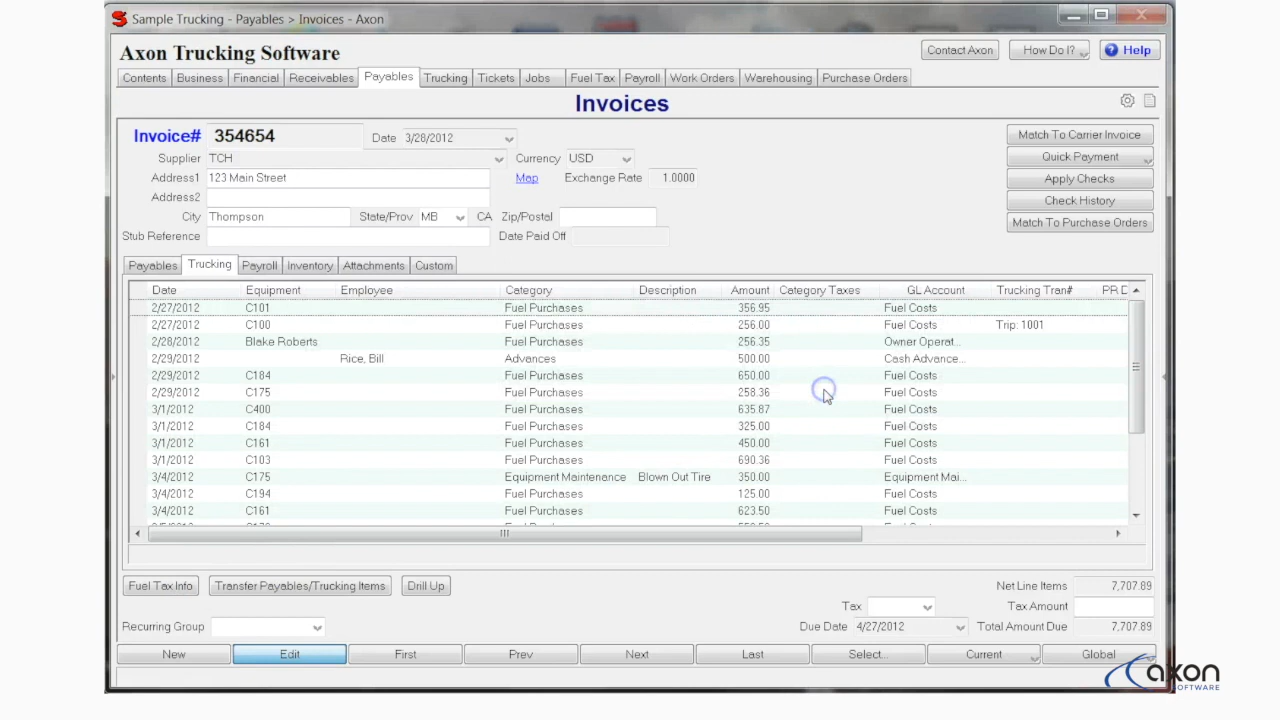 Sample Trucking - Payables > Invoices - Axon
Axon Trucking Software
Contact Axon How Do I? Help
Contents Business Financial Receivables Payables Trucking Tickets Jobs Fuel Tax Payroll Work Orders Warehousing Purchase Orders
Invoices
Invoice# 354654 Date 3/28/2012 Match To Carrier Invoice
Supplier TCH Currency USD Quick Payment
Address1 123 Main Street Map Exchange Rate 1.0000 Apply Checks
Address2 Check History
City Thompson State/Prov MB CA Zip/Postal Match To Purchase Orders
Stub Reference Date Paid Off
Payables Trucking Payroll Inventory Attachments Custom
Date Equipment Employee Category Description Amount Category Taxes GL Account Trucking Tran# PR D
2/27/2012 C101 Fuel Purchases 356.95 Fuel Costs
2/27/2012 C100 Fuel Purchases 256.00 Fuel Costs Trip: 1001
2/28/2012 Blake Roberts Fuel Purchases 256.35 Owner Operat...
2/29/2012 Rice, Bill Advances 500.00 Cash Advance...
2/29/2012 C184 Fuel Purchases 650.00 Fuel Costs
2/29/2012 C175 Fuel Purchases 258.36 Fuel Costs
3/1/2012 C400 Fuel Purchases 635.87 Fuel Costs
3/1/2012 C184 Fuel Purchases 325.00 Fuel Costs
3/1/2012 C161 Fuel Purchases 450.00 Fuel Costs
3/1/2012 C103 Fuel Purchases 690.36 Fuel Costs
3/4/2012 C175 Equipment Maintenance Blown Out Tire 350.00 Equipment Mai...
3/4/2012 C194 Fuel Purchases 125.00 Fuel Costs
3/4/2012 C161 Fuel Purchases 623.50 Fuel Costs
Fuel Tax Info Transfer Payables/Trucking Items Drill Up Net Line Items 7,707.89
Tax Tax Amount
Recurring Group Due Date 4/27/2012 Total Amount Due 7,707.89
New Edit First Prev Next Last Select... Current Global
axon
SOFTWARE